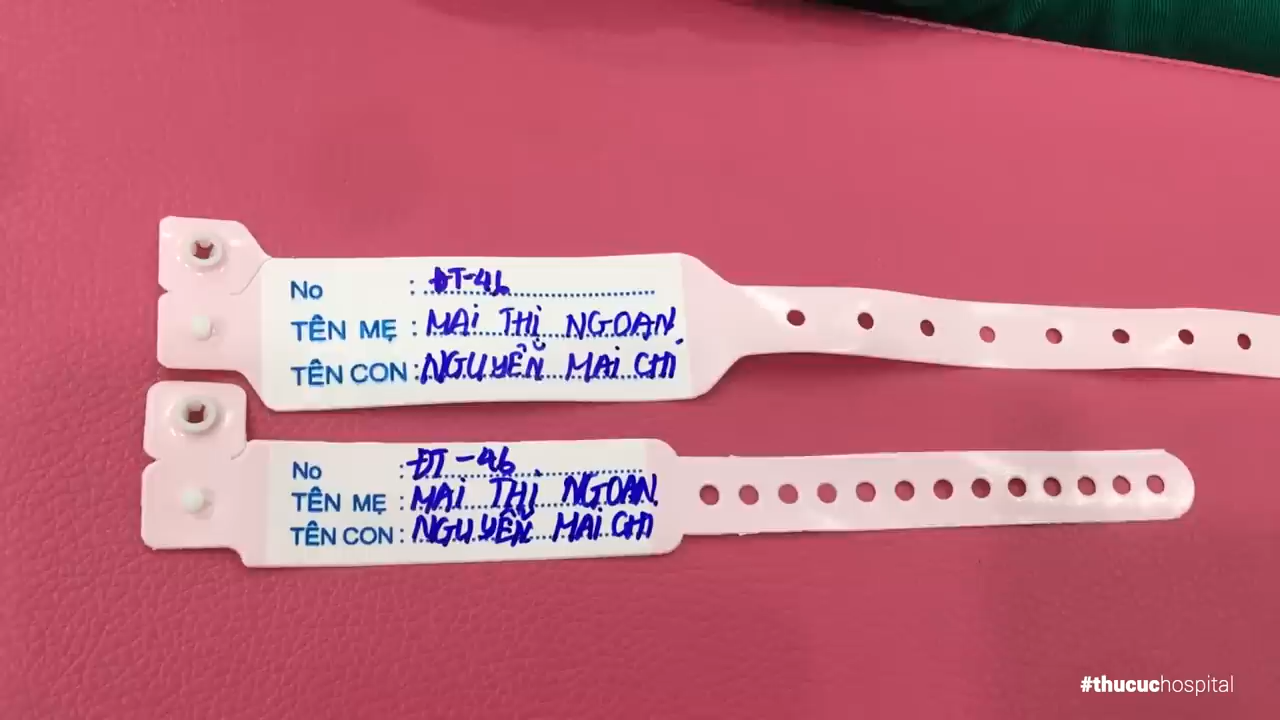 No : ĐT-46
TÊN MẸ : MAI THỊ NGOAN
TÊN CON : NGUYỄN MAI CHI
No : ĐT-46
TÊN MẸ : MAI THỊ NGOAN
TÊN CON : NGUYỄN MAI CHI
#thucuchospital